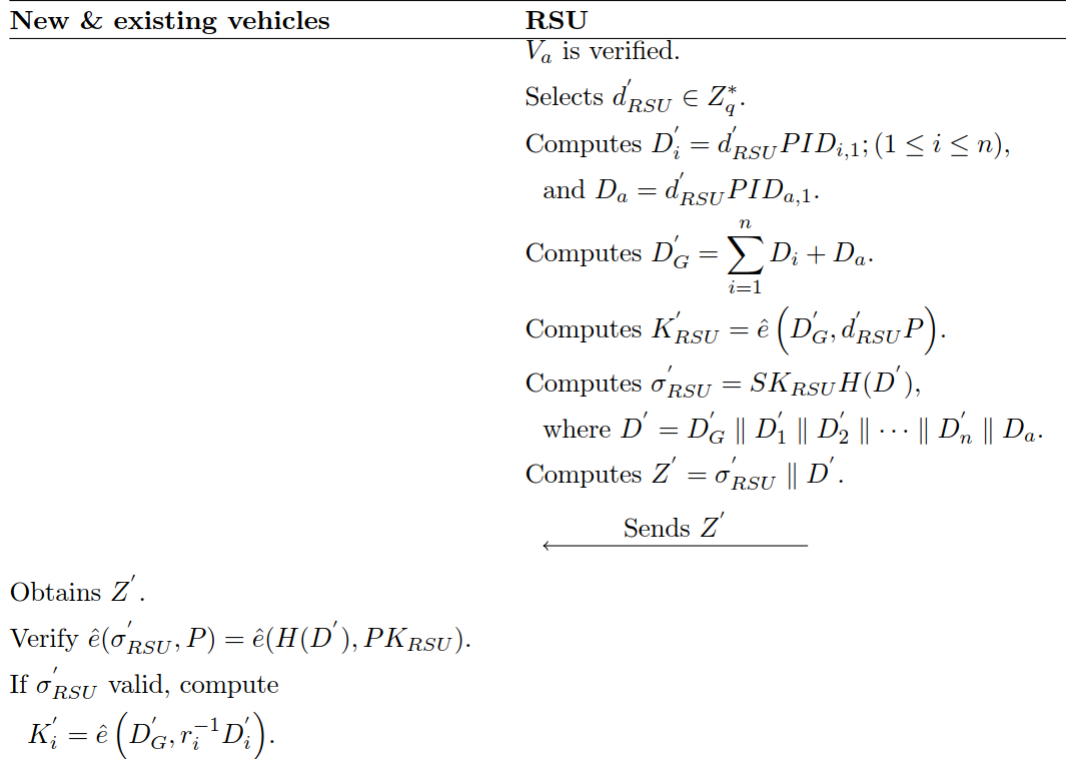 New & existing vehicles RSU
V_a is verified.
Selects d'_{RSU} ∈ Z_q^*.
Computes D'_i = d'_{RSU} PID_{i,1}; (1 ≤ i ≤ n),
and D_a = d'_{RSU} PID_{a,1}.
Computes D'_G = \sum_{i=1}^{n} D_i + D_a.
Computes K'_{RSU} = ê(D'_G, d'_{RSU} P).
Computes σ'_{RSU} = SK_{RSU} H(D'),
where D' = D'_G ∥ D'_1 ∥ D'_2 ∥ ··· ∥ D'_n ∥ D_a.
Computes Z' = σ'_{RSU} ∥ D'.
Sends Z'
Obtains Z'.
Verify ê(σ'_{RSU}, P) = ê(H(D'), PK_{RSU}).
If σ'_{RSU} valid, compute
K'_i = ê(D'_G, r_i^{-1} D'_i).